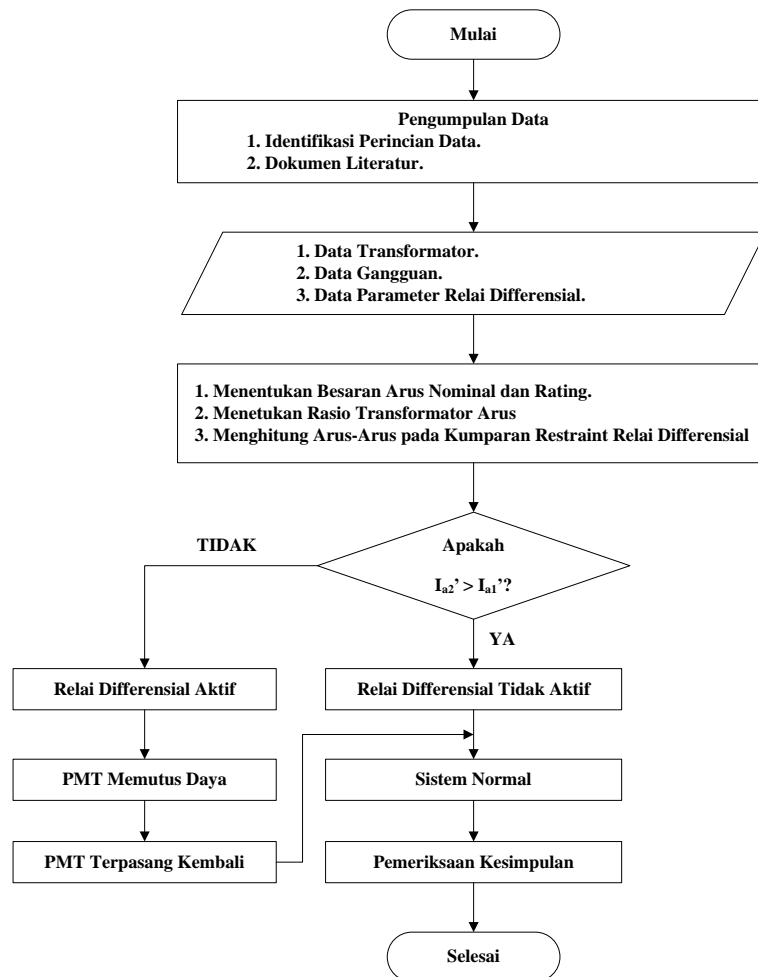 Mulai
Pengumpulan Data
1. Identifikasi Perincian Data.
2. Dokumen Literatur.
1. Data Transformator.
2. Data Gangguan.
3. Data Parameter Relai Differensial.
1. Menentukan Besaran Arus Nominal dan Rating.
2. Menetukan Rasio Transformator Arus
3. Menghitung Arus-Arus pada Kumparan Restraint Relai Differensial
Apakah
Ia2’ > Ia1’?
TIDAK
YA
Relai Differensial Aktif
Relai Differensial Tidak Aktif
PMT Memutus Daya
Sistem Normal
PMT Terpasang Kembali
Pemeriksaan Kesimpulan
Selesai